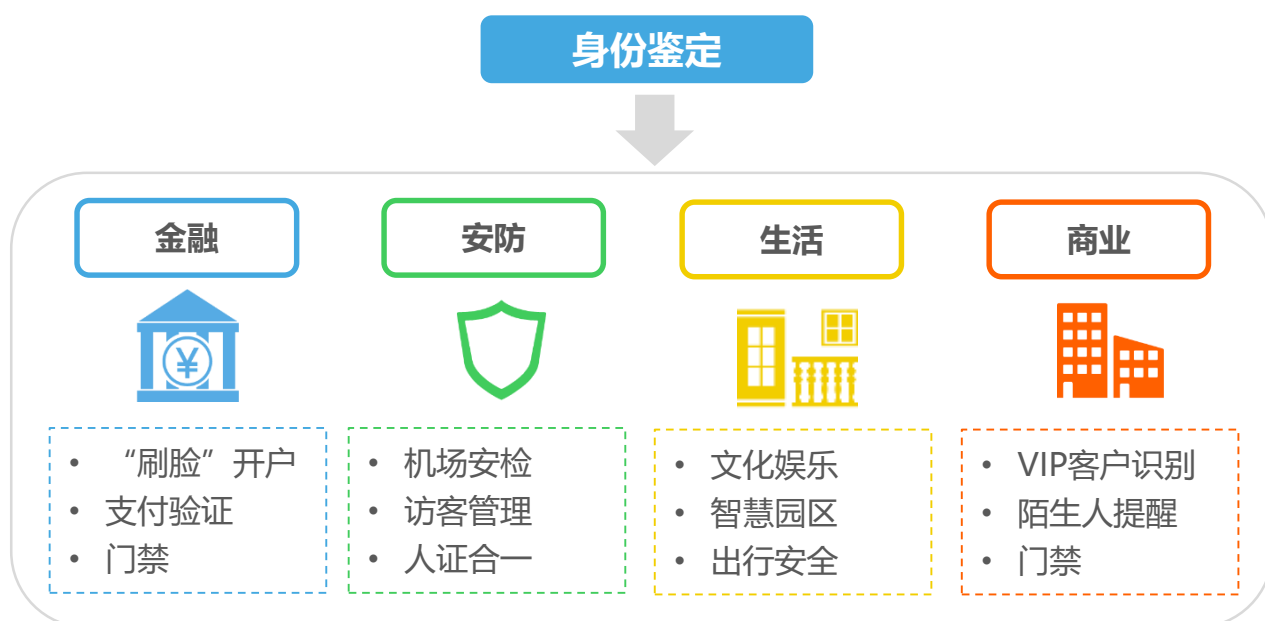 身份鉴定
金融
安防
生活
商业
¥
• “刷脸”开户
• 支付验证
• 门禁
• 机场安检
• 访客管理
• 人证合一
• 文化娱乐
• 智慧园区
• 出行安全
• VIP客户识别
• 陌生人提醒
• 门禁